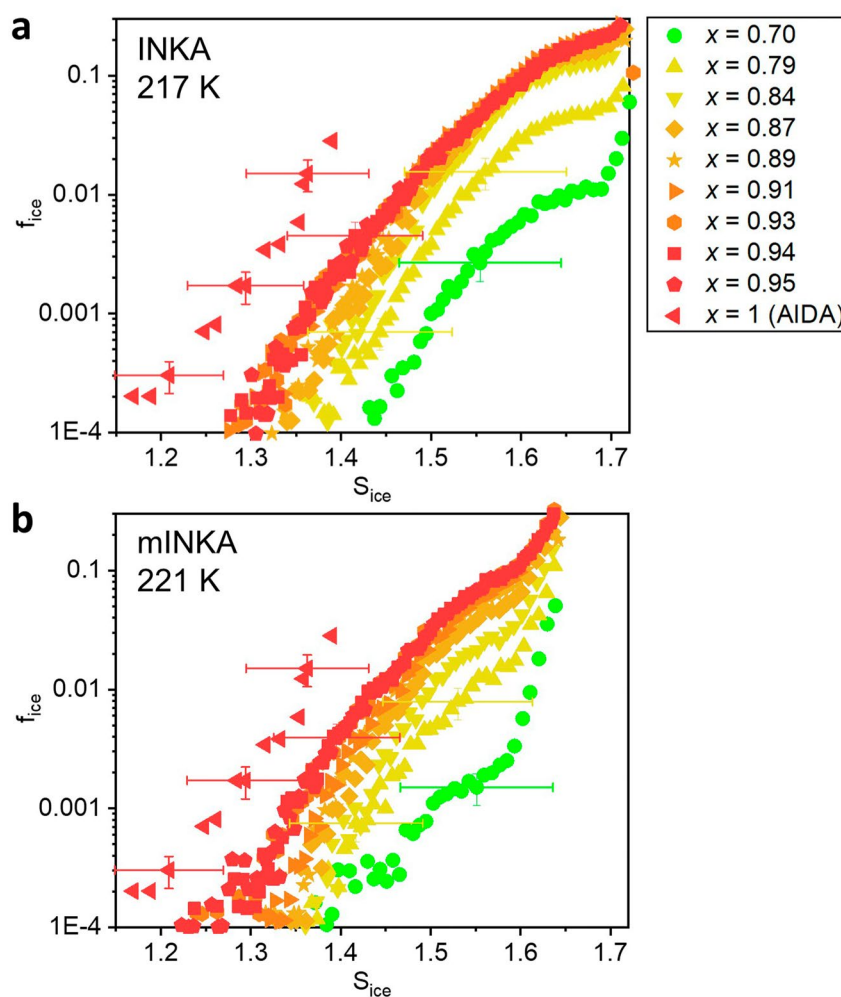 a
INKA
217 K
0.1
0.01
0.001
1E-4
f_ice
1.2 1.3 1.4 1.5 1.6 1.7
S_ice
x = 0.70
x = 0.79
x = 0.84
x = 0.87
x = 0.89
x = 0.91
x = 0.93
x = 0.94
x = 0.95
x = 1 (AIDA)
b
mINKA
221 K
0.1
0.01
0.001
1E-4
f_ice
1.2 1.3 1.4 1.5 1.6 1.7
S_ice